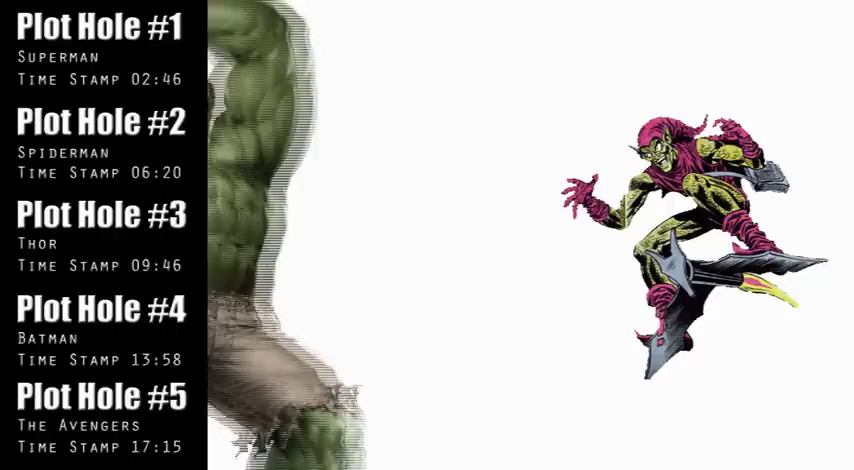 Plot Hole #1
Superman
Time Stamp 02:46
Plot Hole #2
Spiderman
Time Stamp 06:20
Plot Hole #3
Thor
Time Stamp 09:46
Plot Hole #4
Batman
Time Stamp 13:58
Plot Hole #5
The Avengers
Time Stamp 17:15